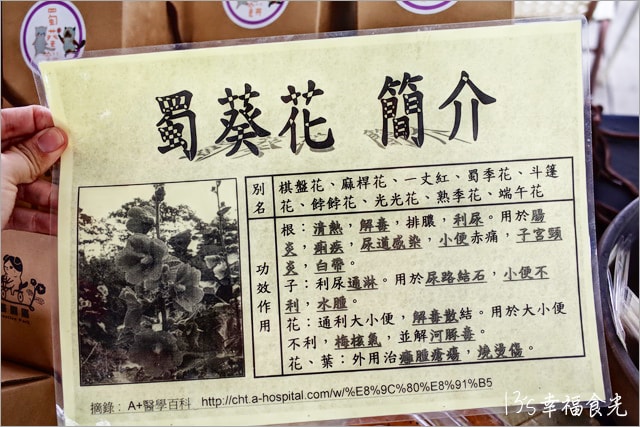 蜀葵花 簡介
別名
棋盤花、麻桿花、一丈紅、蜀季花、斗篷
花、餑餑花、光光花、熟季花、端午花
功效作用
根：清熱，解毒，排膿，利尿。用於腸
炎，痢疾，尿道感染，小便赤痛，子宮頸
炎，白帶。
子：利尿通淋。用於尿路結石，小便不
利，水腫。
花：通利大小便，解毒散結。用於大小便
不利，梅核氣，並解河豚毒。
花、葉：外用治癰腫瘡瘍，燒燙傷。
摘錄： A+醫學百科 http://cht.a-hospital.com/w/%E8%9C%80%E8%91%B5
135幸福食光